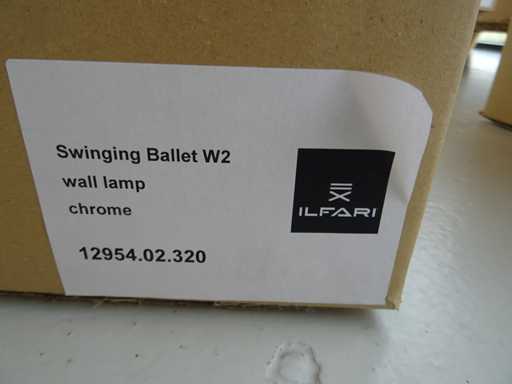 Swinging Ballet W2
wall lamp
chrome
12954.02.320
ILFARI